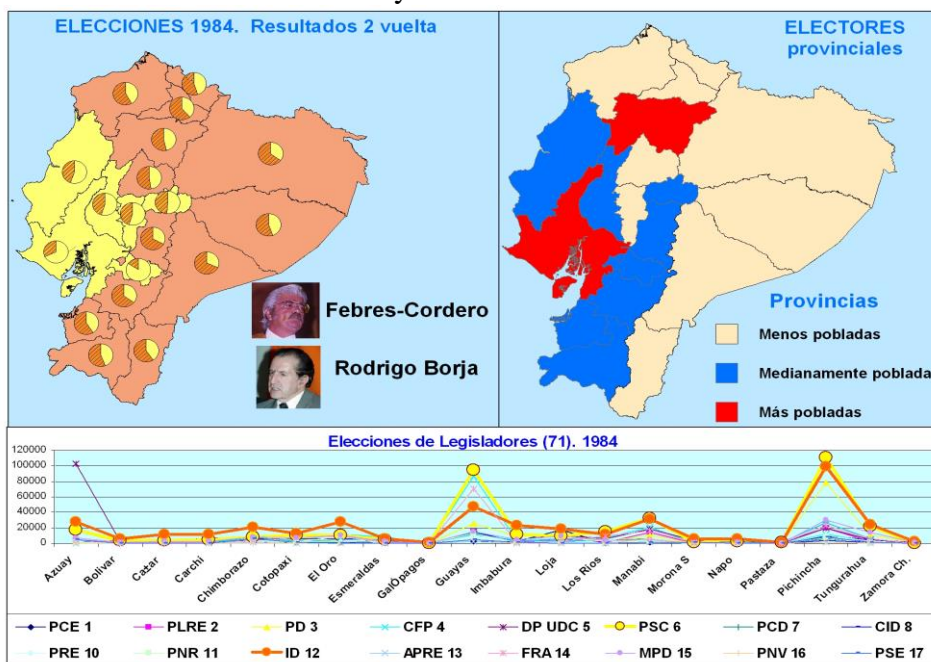 ELECCIONES 1984. Resultados 2 vuelta
ELECTORES
provinciales
Febres-Cordero
Rodrigo Borja
Provincias
Menos pobladas
Medianamente poblada
Más pobladas
Elecciones de Legisladores (71). 1984
120000
100000
80000
60000
40000
20000
0
Azuay
Bolivar
Cañar
Carchi
Chimborazo
Cotopaxi
El Oro
Esmeraldas
GalÓpagos
Guayas
Imbabura
Loja
Los Rios
Manabi
Morona S
Napo
Pastaza
Pichincha
Tungurahua
Zamora Ch.
PCE 1
PLRE 2
PD 3
CFP 4
DP UDC 5
PSC 6
PCD 7
CID 8
PRE 10
PNR 11
ID 12
APRE 13
FRA 14
MPD 15
PNV 16
PSE 17